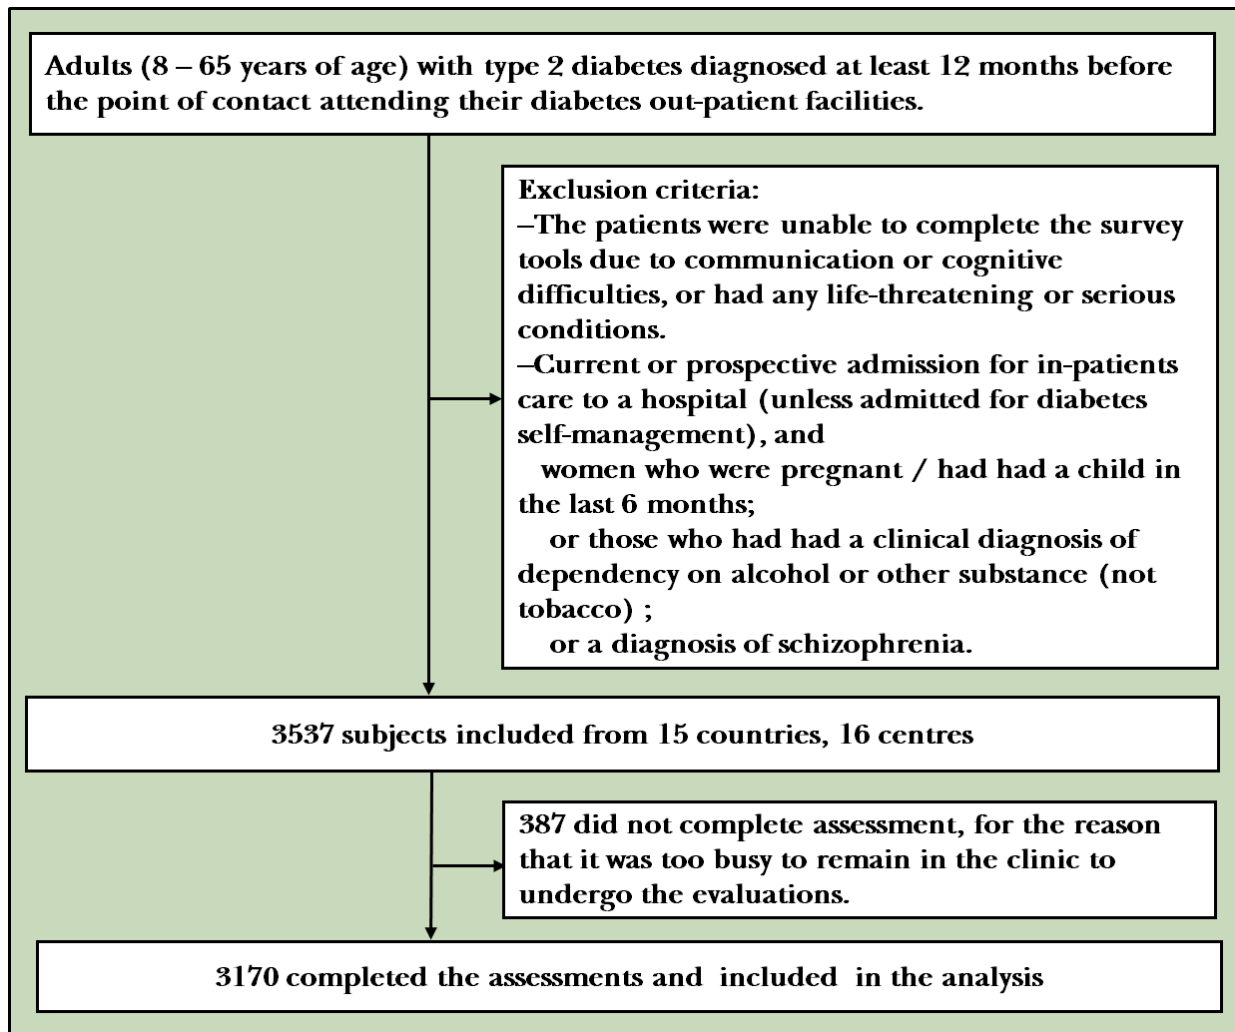 Adults (8 – 65 years of age) with type 2 diabetes diagnosed at least 12 months before
the point of contact attending their diabetes out-patient facilities.
Exclusion criteria:
–The patients were unable to complete the survey
tools due to communication or cognitive
difficulties, or had any life-threatening or serious
conditions.
–Current or prospective admission for in-patients
care to a hospital (unless admitted for diabetes
self-management), and
women who were pregnant / had had a child in
the last 6 months;
or those who had had a clinical diagnosis of
dependency on alcohol or other substance (not
tobacco) ;
or a diagnosis of schizophrenia.
3537 subjects included from 15 countries, 16 centres
387 did not complete assessment, for the reason
that it was too busy to remain in the clinic to
undergo the evaluations.
3170 completed the assessments and included in the analysis